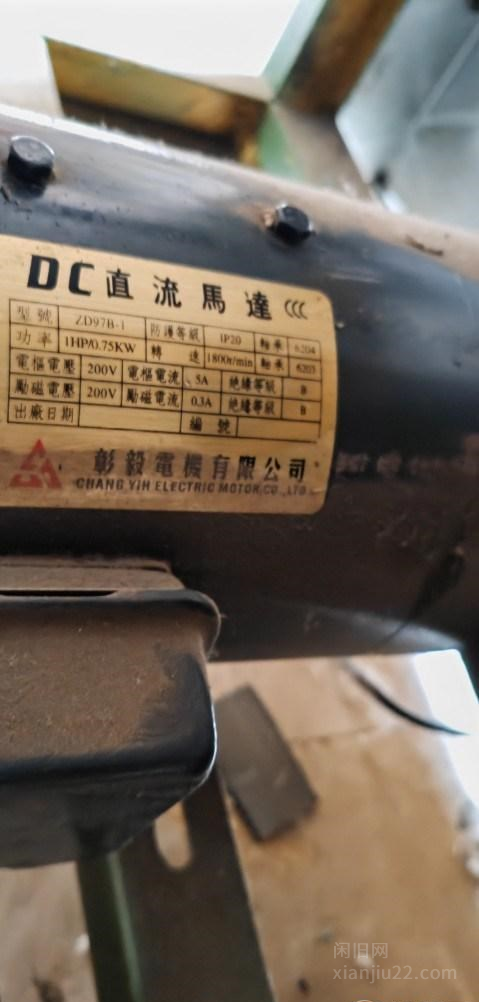 DC直流馬達
型號 ZD97B-1 防護等級 IP20 軸承 6204
功率 1HP/0.75KW 轉速 1800r/min 軸承 6203
電樞電壓 200V 電樞電流 5A 絕緣等級 B
勵磁電壓 200V 勵磁電流 0.3A 絕緣等級 B
出廠日期 編號
彰毅電機有限公司
CHANG YIH ELECTRIC MOTOR CO.,LTD.
闲旧网
xianjiu22.com